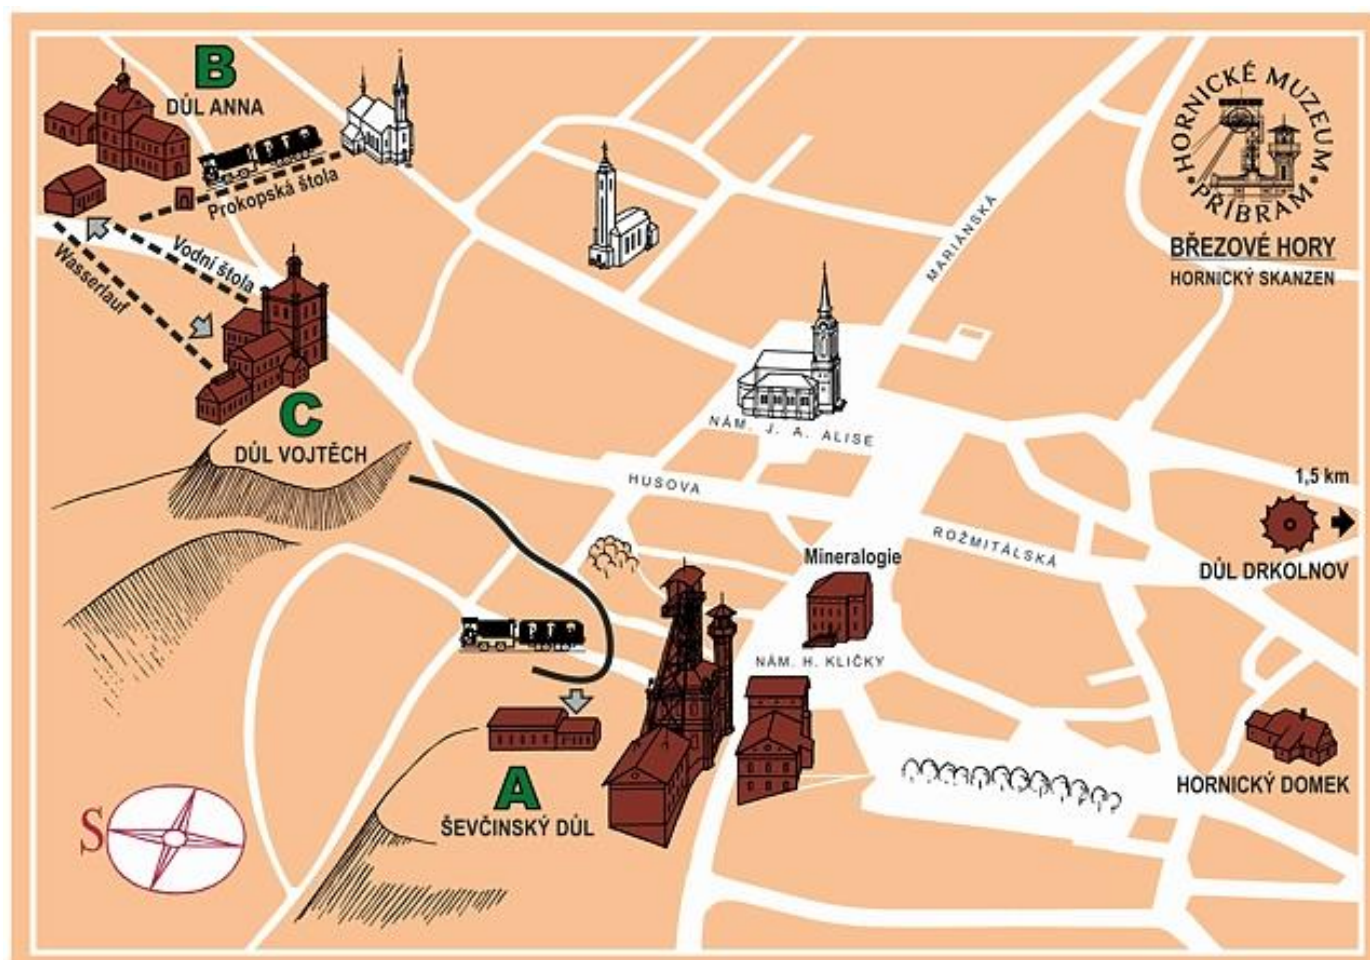 B
DŮL ANNA
Prokopská štola
Vodní štola
Wasserlauf
C
DŮL VOJTĚCH
HORNICKÉ MUZEUM
PŘÍBRAM
BŘEZOVÉ HORY
HORNICKÝ SKANZEN
MARIÁNSKÁ
NÁM. J. A. ALISE
HUSOVA
ROŽMITÁLSKÁ
1,5 km
DŮL DRKOLNOV
Mineralogie
NÁM. H. KLIČKY
A
ŠEVČINSKÝ DŮL
HORNICKÝ DOMEK
S